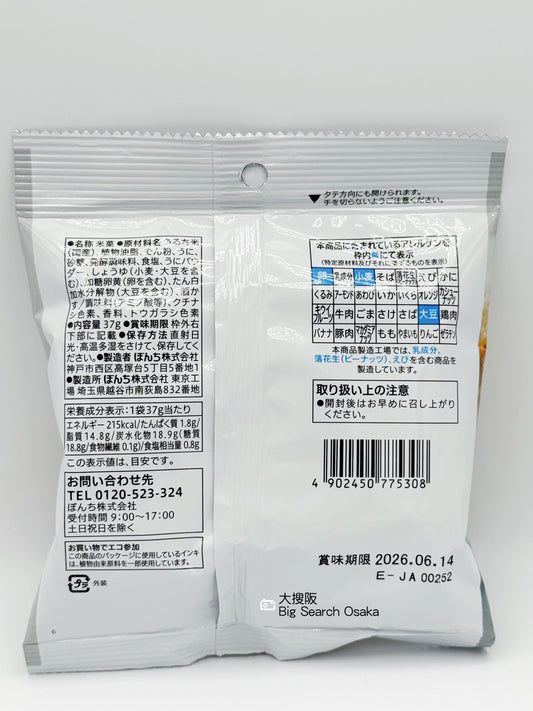 ▼タテ方向にも開けられます。
手を切らないようご注意ください。
●名称 米菓 ●原材料名 うるち米
(国産)、植物油脂、でん粉、うに、
砂糖、発酵調味料、食塩、うにパウ
ダー、しょうゆ(小麦・大豆を含
む)、加糖卵黄(卵を含む)、たん白
加水分解物(大豆を含む)、酒か
す/調味料(アミノ酸等)、クチナ
シ色素、香料、トウガラシ色素
●内容量 37g ●賞味期限 枠外右
下部に記載 ●保存方法 直射日
光・高温多湿をさけて、保存してく
ださい。●製造者 ぼんち株式会社
神戸市西区高塚台5丁目5番地1
●製造所 ぼんち株式会社 東京工
場 埼玉県越谷市南荻島832番地
栄養成分表示:1袋37g当たり
エネルギー 215kcal/たんぱく質 1.8g/
脂質 14.8g/炭水化物 18.9g(糖質
18.8g/食物繊維 0.1g)/食塩相当量 0.8g
この表示値は、目安です。
お問い合わせ先
TEL 0120-523-324
ぼんち株式会社
受付時間 9:00～17:00
土日祝日を除く
お買い物でエコ参加
この商品のパッケージに使用しているインキ
は、植物由来原料を一部使用しています。
プラ 外装
6
本商品に含まれているアレルゲンを
枠内 にて表示
(特定原材料及びそれに準ずるものを表示)
卵 乳成分 小麦 そば 落花生(ピーナッツ) えび かに
くるみ アーモンド あわび いか いくら オレンジ カシューナッツ
キウイフルーツ 牛肉 ごま さけ さば 大豆 鶏肉
バナナ 豚肉 マカダミアナッツ もも やまいも りんご ゼラチン
本商品製造工場では、乳成分、
落花生(ピーナッツ)、えびを含む商品を
製造しています。
取り扱い上の注意
●開封後はお早めに召し上がり
ください。
4 902450 775308
賞味期限 2026.06.14
E-JA 00252
大搜阪
Big Search Osaka